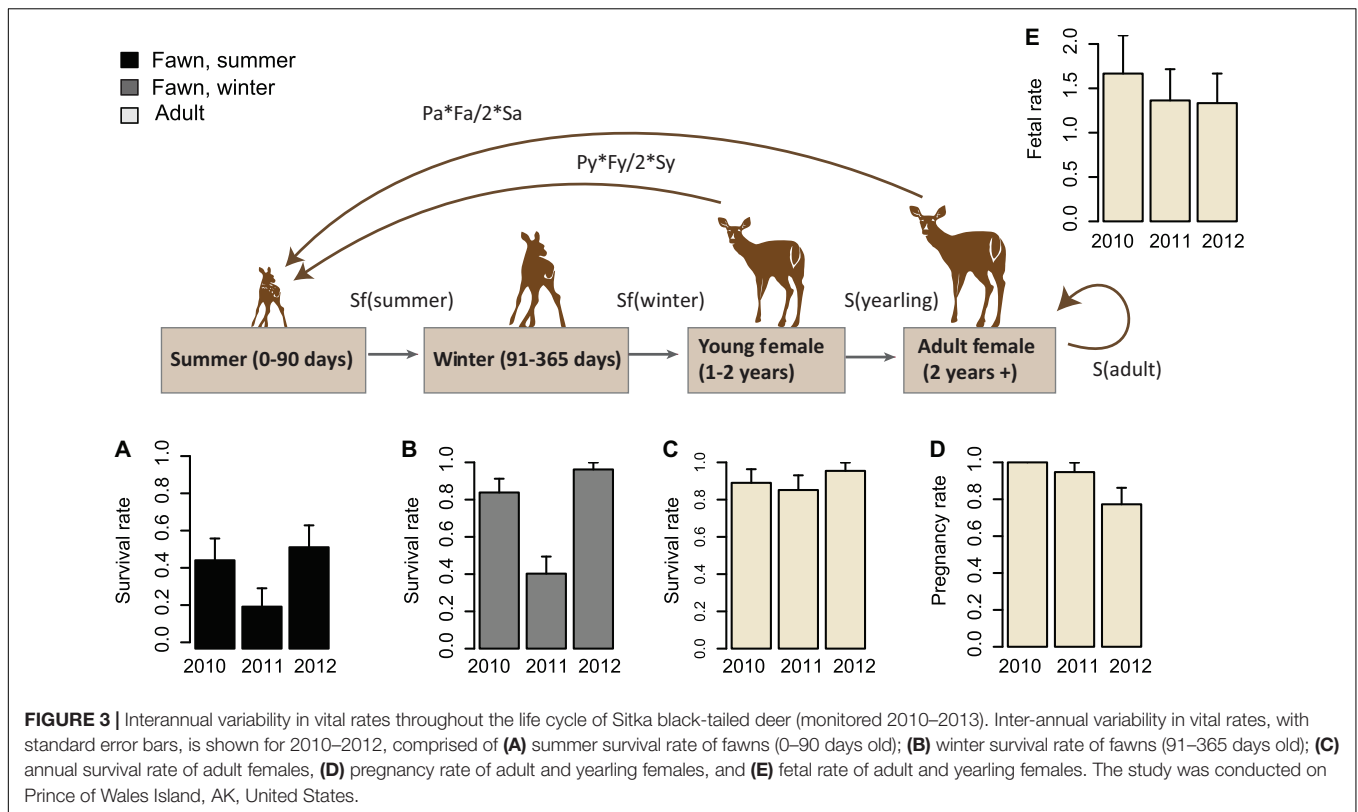 Fawn, summer
Fawn, winter
Adult
Pa*Fa/2*Sa
Py*Fy/2*Sy
E
Fetal rate
0.0 0.5 1.0 1.5 2.0
2010 2011 2012
Sf(summer)
Sf(winter)
S(yearling)
S(adult)
Summer (0-90 days)
Winter (91-365 days)
Young female
(1-2 years)
Adult female
(2 years +)
A
Survival rate
0.0 0.2 0.4 0.6 0.8 1.0
2010 2011 2012
B
Survival rate
0.0 0.2 0.4 0.6 0.8 1.0
2010 2011 2012
C
Survival rate
0.0 0.2 0.4 0.6 0.8 1.0
2010 2011 2012
D
Pregnancy rate
0.0 0.2 0.4 0.6 0.8 1.0
2010 2011 2012
FIGURE 3 | Interannual variability in vital rates throughout the life cycle of Sitka black-tailed deer (monitored 2010–2013). Inter-annual variability in vital rates, with
standard error bars, is shown for 2010–2012, comprised of (A) summer survival rate of fawns (0–90 days old); (B) winter survival rate of fawns (91–365 days old); (C)
annual survival rate of adult females, (D) pregnancy rate of adult and yearling females, and (E) fetal rate of adult and yearling females. The study was conducted on
Prince of Wales Island, AK, United States.